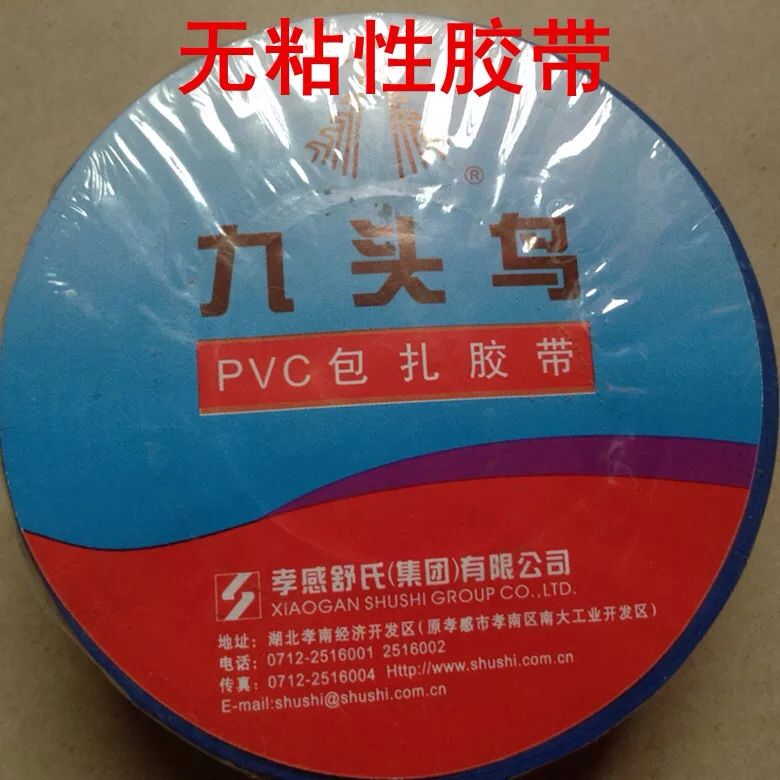 无粘性胶带
®
九头鸟
PVC包扎胶带
孝感舒氏(集团)有限公司
XIAOGAN SHUSHI GROUP CO.,LTD.
地址：湖北孝南经济开发区(原孝感市孝南区南大工业开发区)
电话：0712-2516001 2516002
传真：0712-2516004 Http://www.shushi.com.cn
E-mail:shushi@shushi.com.cn